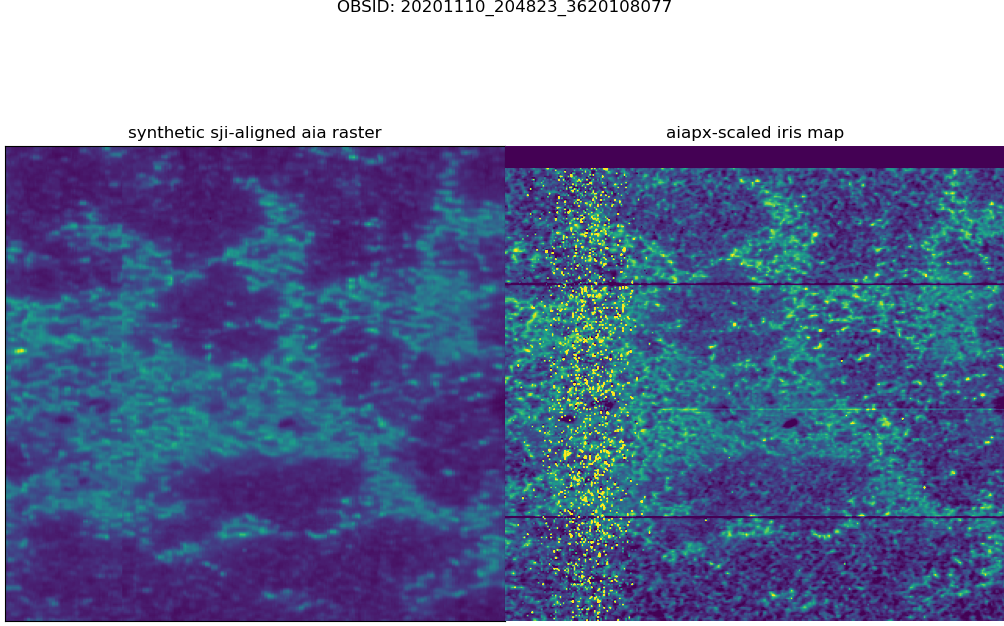 OBSID: 20201110_204823_3620108077
synthetic sji-aligned aia raster
aiapx-scaled iris map